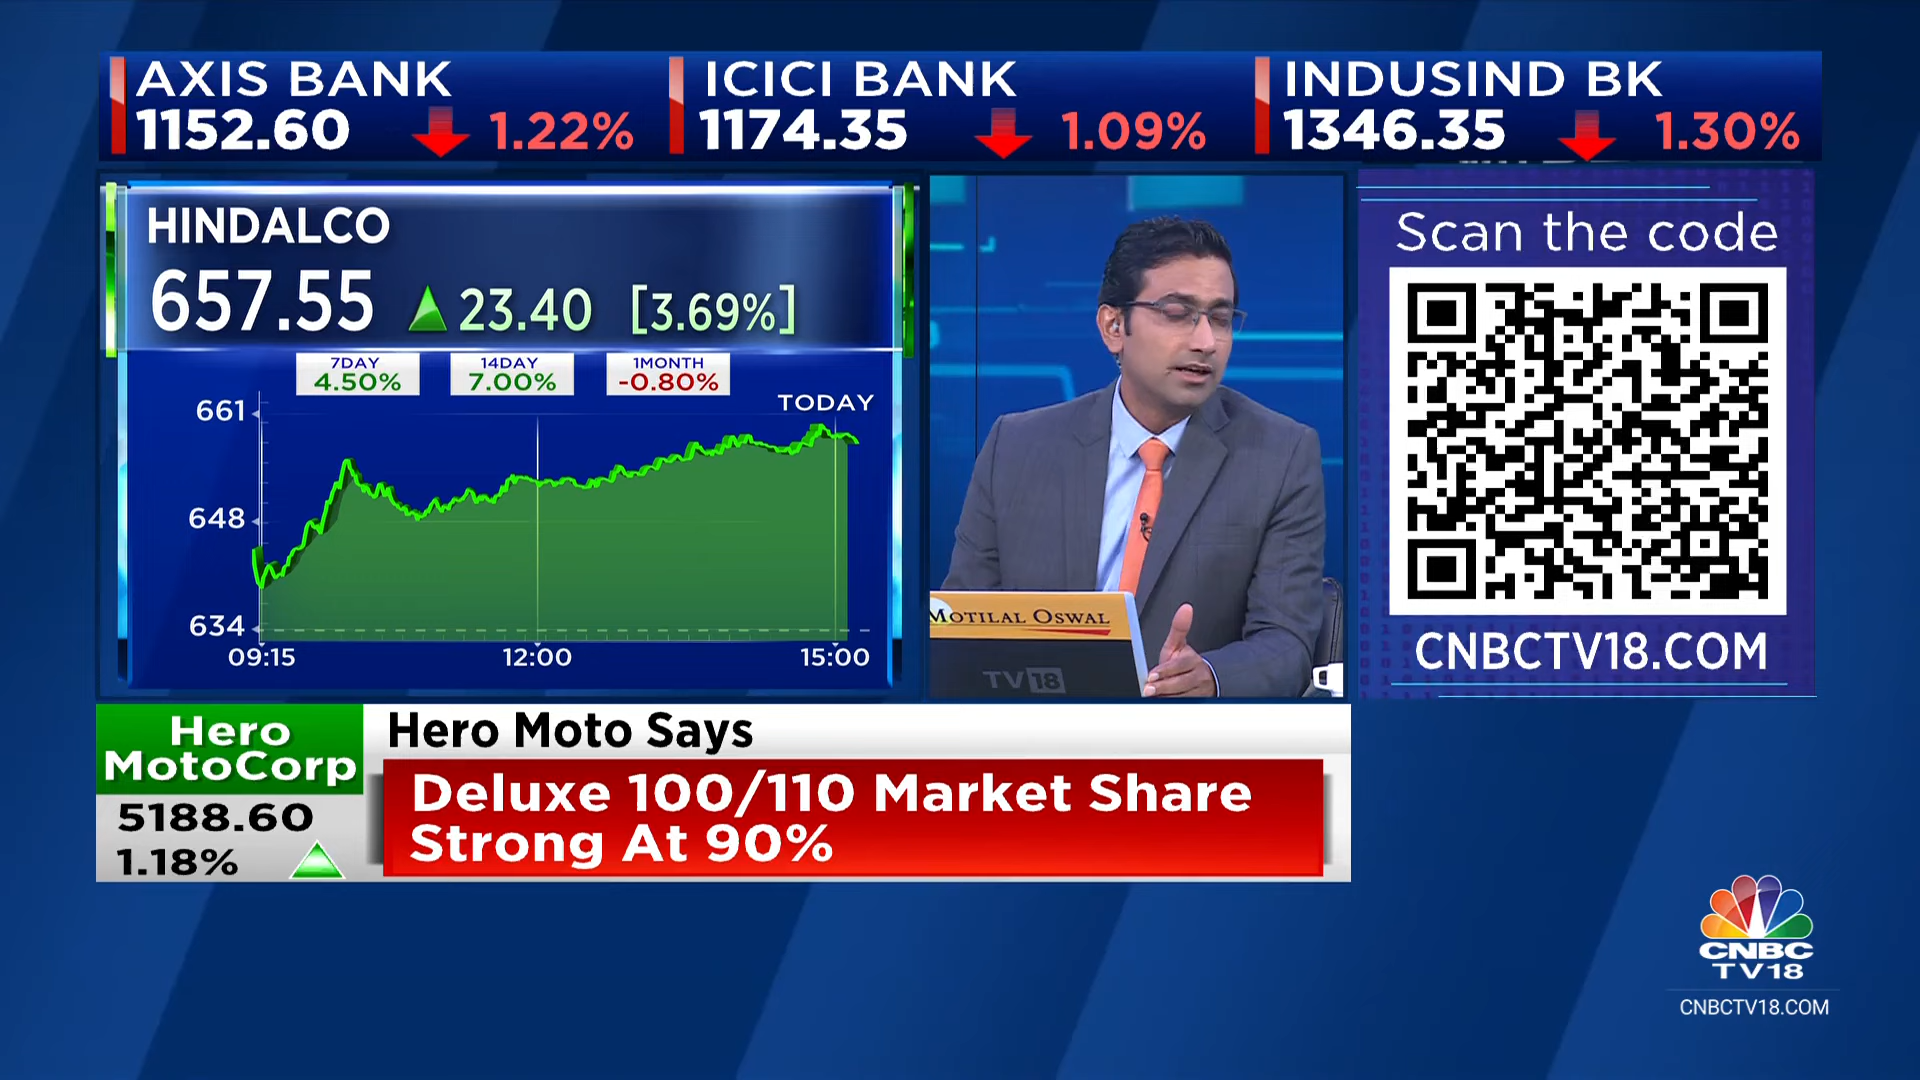 AXIS BANK
1152.60 1.22%
ICICI BANK
1174.35 1.09%
INDUSIND BK
1346.35 1.30%
HINDALCO
657.55 23.40 [3.69%]
7DAY
4.50%
14DAY
7.00%
1MONTH
-0.80%
TODAY
661
648
634
09:15 12:00 15:00
MOTILAL OSWAL
TV18
Scan the code
CNBCTV18.COM
Hero
MotoCorp
5188.60
1.18%
Hero Moto Says
Deluxe 100/110 Market Share
Strong At 90%
CNBC
TV18
CNBCTV18.COM